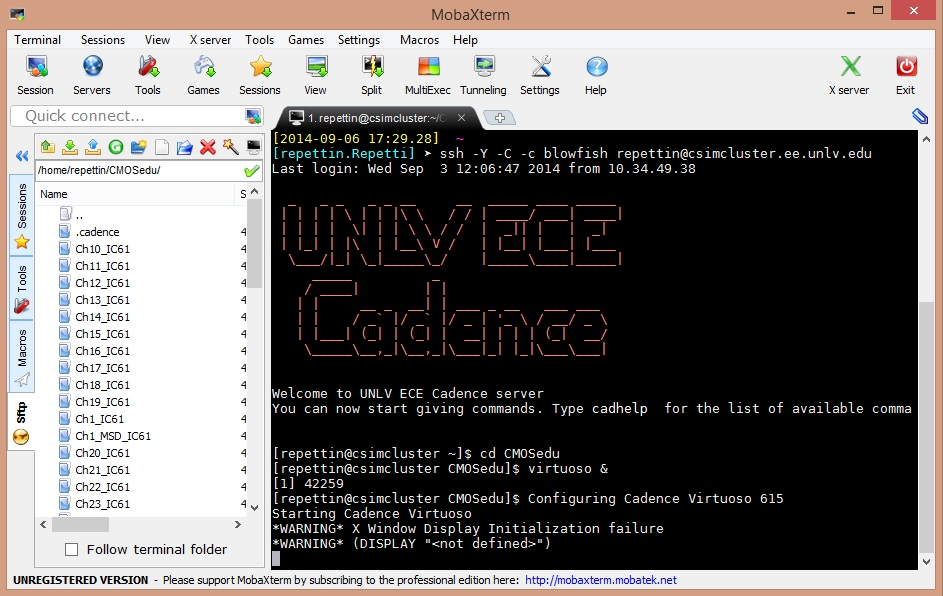 MobaXterm
Terminal Sessions View X server Tools Games Settings Macros Help
Session Servers Tools Games Sessions View Split MultiExec Tunneling Settings Help X server Exit
Quick connect...
1. repettin@csimcluster:~/
/home/repettin/CMOSedu/
Name S
..
.cadence 4
Ch10_IC61 4
Ch11_IC61 4
Ch12_IC61 4
Ch13_IC61 4
Ch14_IC61 4
Ch15_IC61 4
Ch16_IC61 4
Ch17_IC61 4
Ch18_IC61 4
Ch19_IC61 4
Ch1_IC61 4
Ch1_MSD_IC61 4
Ch20_IC61 4
Ch21_IC61 4
Ch22_IC61 4
Ch23_IC61 4
Follow terminal folder
Sessions
Tools
Macros
Sftp
[2014-09-06 17:29.28] ~
[repettin.Repetti] ➤ ssh -Y -C -c blowfish repettin@csimcluster.ee.unlv.edu
Last login: Wed Sep 3 12:06:47 2014 from 10.34.49.38
UNLV ECE
Cadence
Welcome to UNLV ECE Cadence server
You can now start giving commands. Type cadhelp for the list of available comma
[repettin@csimcluster ~]$ cd CMOSedu
[repettin@csimcluster CMOSedu]$ virtuoso &
[1] 42259
[repettin@csimcluster CMOSedu]$ Configuring Cadence Virtuoso 615
Starting Cadence Virtuoso
*WARNING* X Window Display Initialization failure
*WARNING* (DISPLAY "<not defined>")
UNREGISTERED VERSION - Please support MobaXterm by subscribing to the professional edition here: http://mobaxterm.mobatek.net